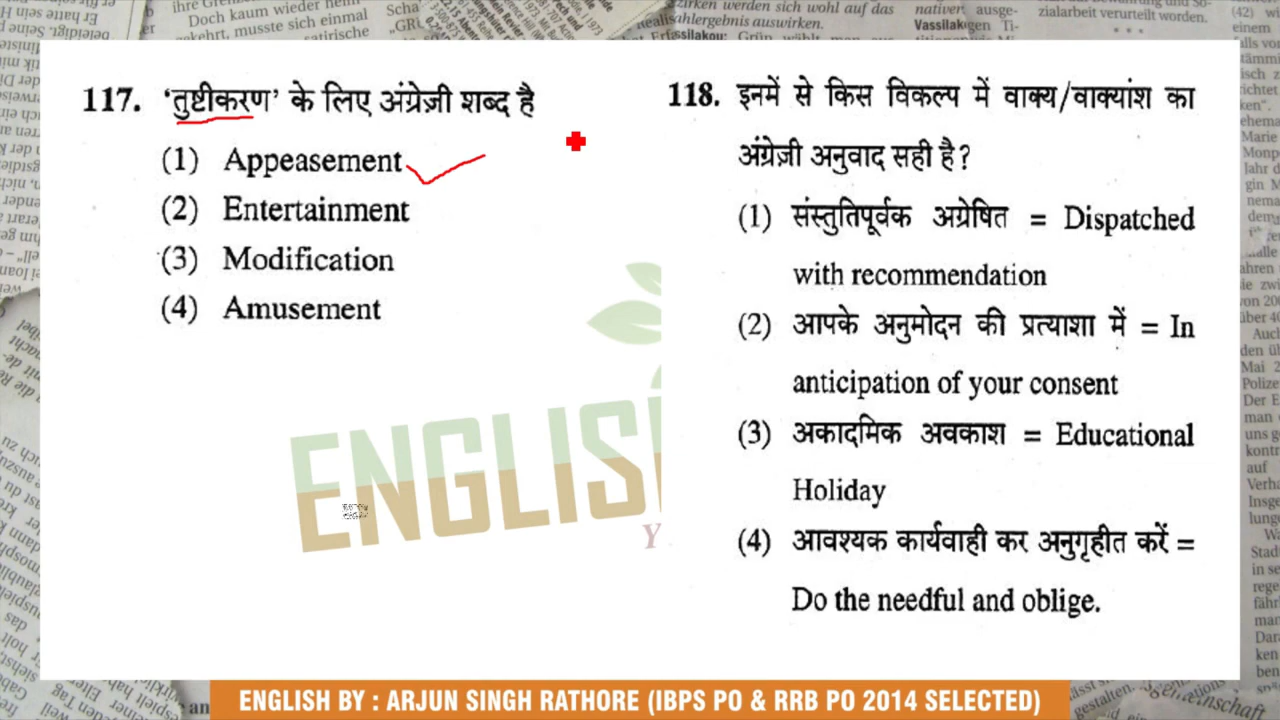 117. 'तुष्टीकरण' के लिए अंग्रेज़ी शब्द है
(1) Appeasement
(2) Entertainment
(3) Modification
(4) Amusement
118. इनमें से किस विकल्प में वाक्य/वाक्यांश का
अंग्रेज़ी अनुवाद सही है?
(1) संस्तुतिपूर्वक अग्रेषित = Dispatched
with recommendation
(2) आपके अनुमोदन की प्रत्याशा में = In
anticipation of your consent
(3) अकादमिक अवकाश = Educational
Holiday
(4) आवश्यक कार्यवाही कर अनुगृहीत करें =
Do the needful and oblige.
ENGLIS
Y
ENGLISH BY : ARJUN SINGH RATHORE (IBPS PO & RRB PO 2014 SELECTED)